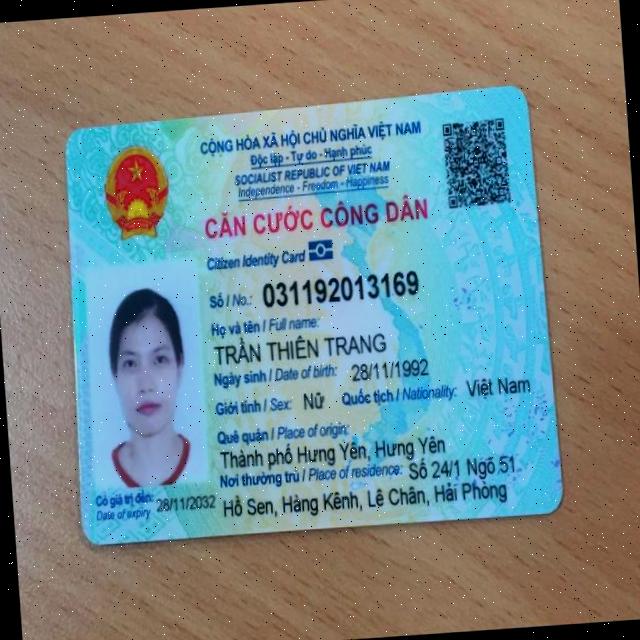 CỘNG HÒA XÃ HỘI CHỦ NGHĨA VIỆT NAM
Độc lập - Tự do - Hạnh phúc
SOCIALIST REPUBLIC OF VIET NAM
Independence - Freedom - Happiness
CĂN CƯỚC CÔNG DÂN
Citizen Identity Card
Số / No.: 031192013169
Họ và tên / Full name:
TRẦN THIÊN TRANG
Ngày sinh / Date of birth: 28/11/1992
Giới tính / Sex: Nữ Quốc tịch / Nationality: Việt Nam
Quê quán / Place of origin:
Thành phố Hưng Yên, Hưng Yên
Nơi thường trú / Place of residence: Số 24/1 Ngõ 51
Hồ Sen, Hàng Kênh, Lê Chân, Hải Phòng
Có giá trị đến: 28/11/2032
Date of expiry